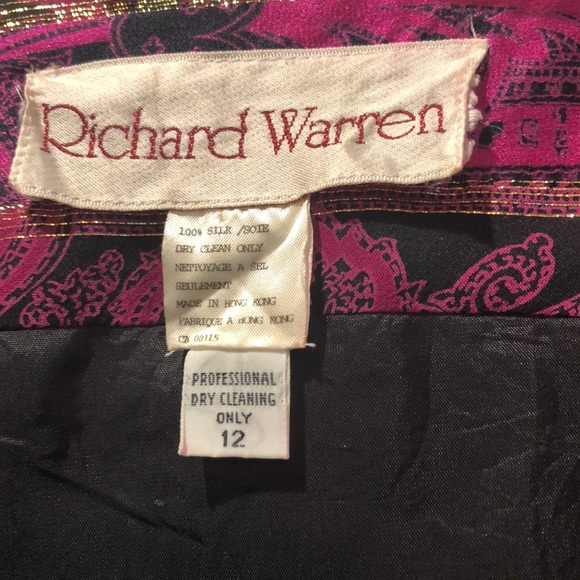 Richard Warren
100% SILK /SOIE
DRY CLEAN ONLY
NETTOYAGE A SEL
SEULEMENT
MADE IN HONG KONG
FABRIQUE A HONG KONG
CA 00315
PROFESSIONAL
DRY CLEANING
ONLY
12